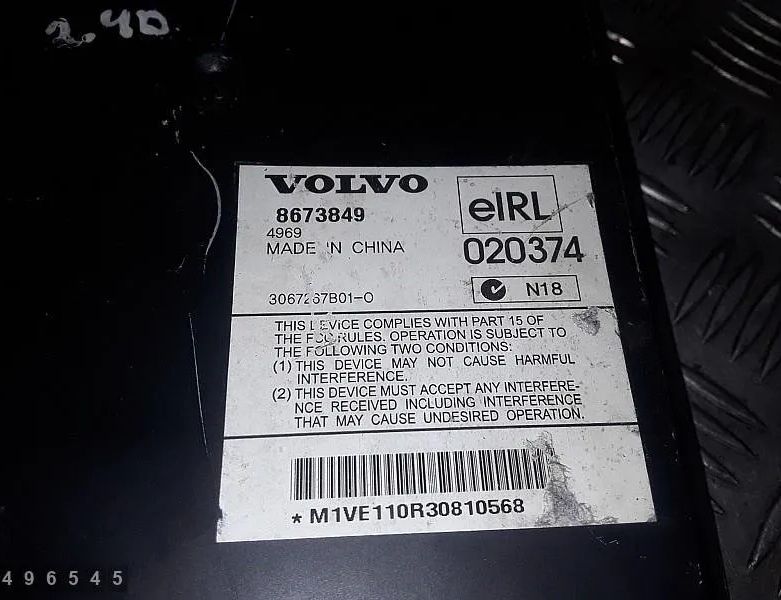 2.4D
VOLVO
8673849
4969
MADE IN CHINA
eIRL
020374
N18
3067267B01-O
THIS DEVICE COMPLIES WITH PART 15 OF
THE FCC RULES. OPERATION IS SUBJECT TO
THE FOLLOWING TWO CONDITIONS:
(1) THIS DEVICE MAY NOT CAUSE HARMFUL
INTERFERENCE.
(2) THIS DEVICE MUST ACCEPT ANY INTERFERE-
NCE RECEIVED INCLUDING INTERFERENCE
THAT MAY CAUSE UNDESIRED OPERATION.
* M1VE110R30810568
496545